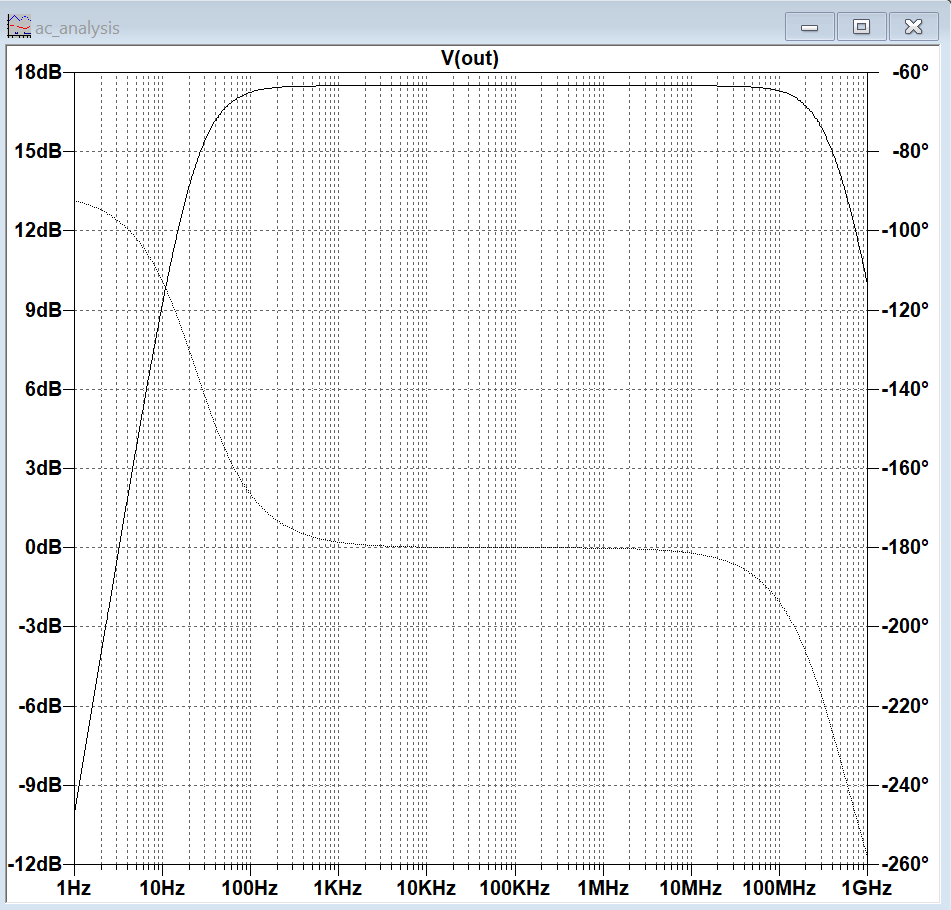 ac_analysis
V(out)
18dB
15dB
12dB
9dB
6dB
3dB
0dB
-3dB
-6dB
-9dB
-12dB
-60°
-80°
-100°
-120°
-140°
-160°
-180°
-200°
-220°
-240°
-260°
1Hz 10Hz 100Hz 1KHz 10KHz 100KHz 1MHz 10MHz 100MHz 1GHz